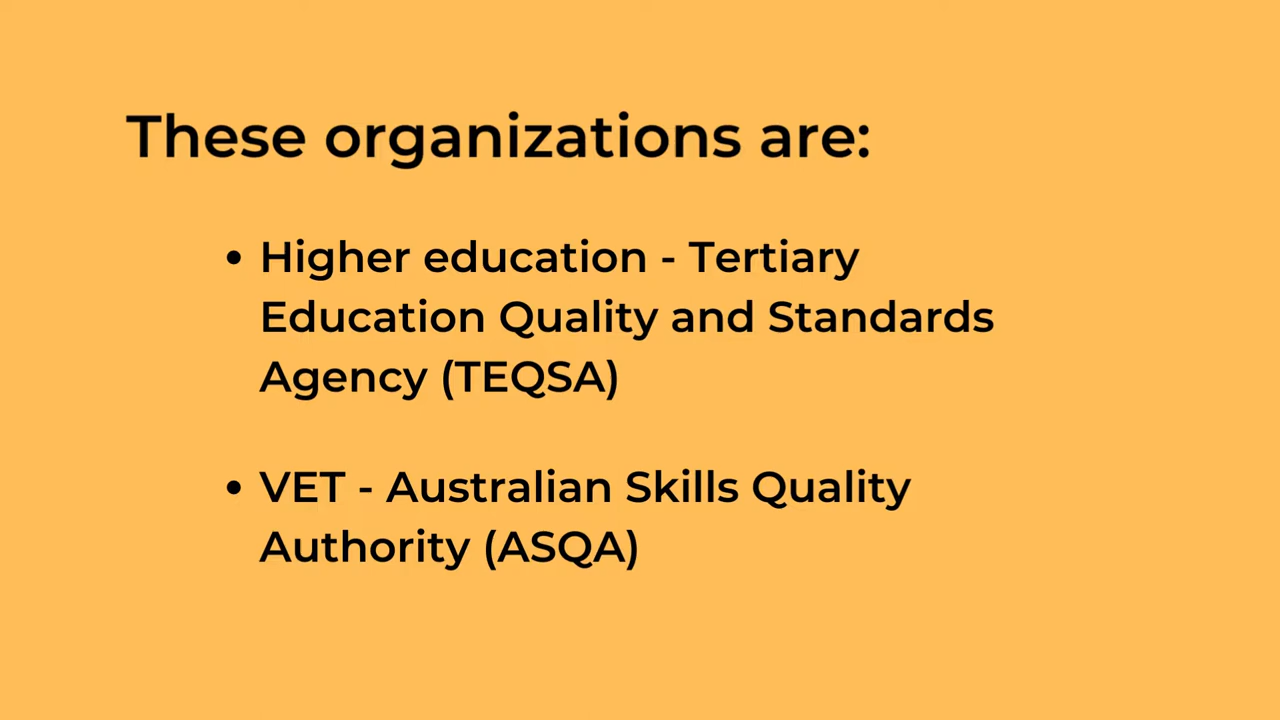 These organizations are:
• Higher education - Tertiary
Education Quality and Standards
Agency (TEQSA)
• VET - Australian Skills Quality
Authority (ASQA)